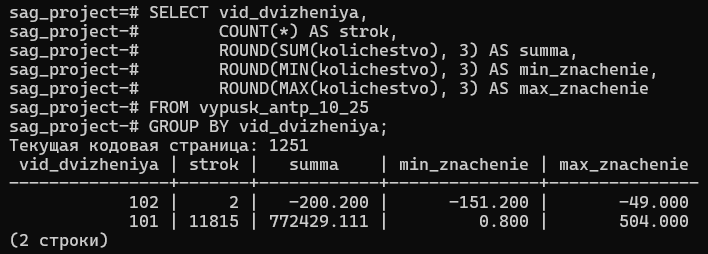 sag_project=# SELECT vid_dvizheniya,
sag_project-#        COUNT(*) AS strok,
sag_project-#        ROUND(SUM(kolichestvo), 3) AS summa,
sag_project-#        ROUND(MIN(kolichestvo), 3) AS min_znachenie,
sag_project-#        ROUND(MAX(kolichestvo), 3) AS max_znachenie
sag_project-# FROM vypusk_antp_10_25
sag_project-# GROUP BY vid_dvizheniya;
Текущая кодовая страница: 1251
 vid_dvizheniya | strok |   summa    | min_znachenie | max_znachenie
----------------+-------+------------+---------------+---------------
            102 |     2 |   -200.200 |      -151.200 |       -49.000
            101 | 11815 | 772429.111 |         0.800 |       504.000
(2 строки)